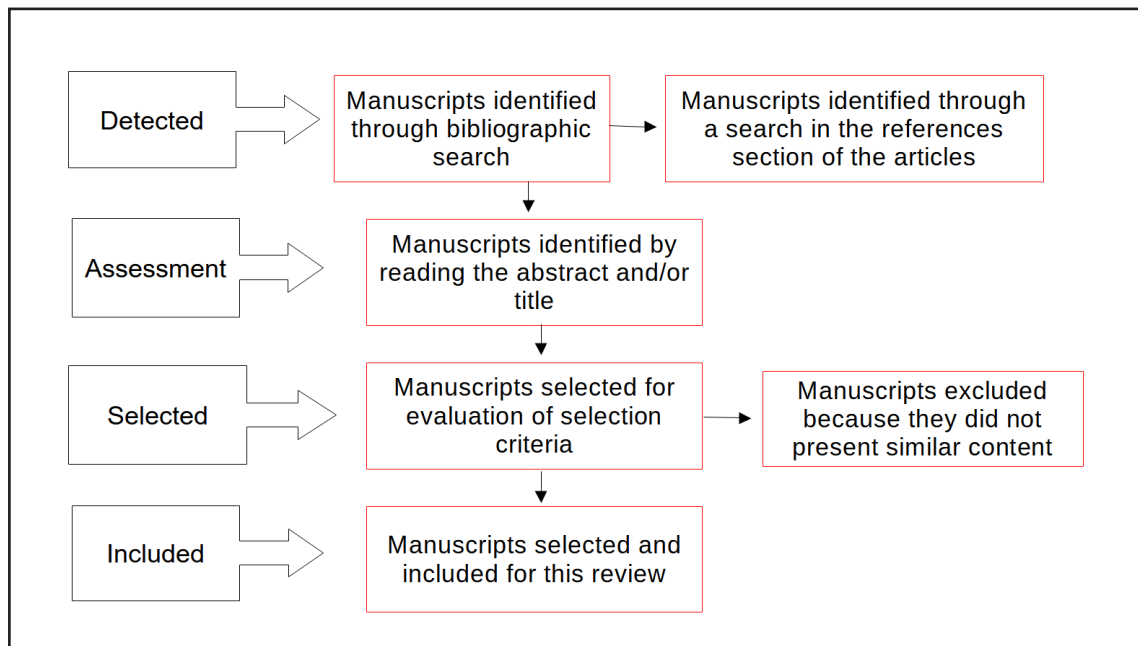 Detected
Manuscripts identified
through bibliographic
search
Manuscripts identified through
a search in the references
section of the articles
Assessment
Manuscripts identified by
reading the abstract and/or
title
Selected
Manuscripts selected for
evaluation of selection
criteria
Manuscripts excluded
because they did not
present similar content
Included
Manuscripts selected and
included for this review